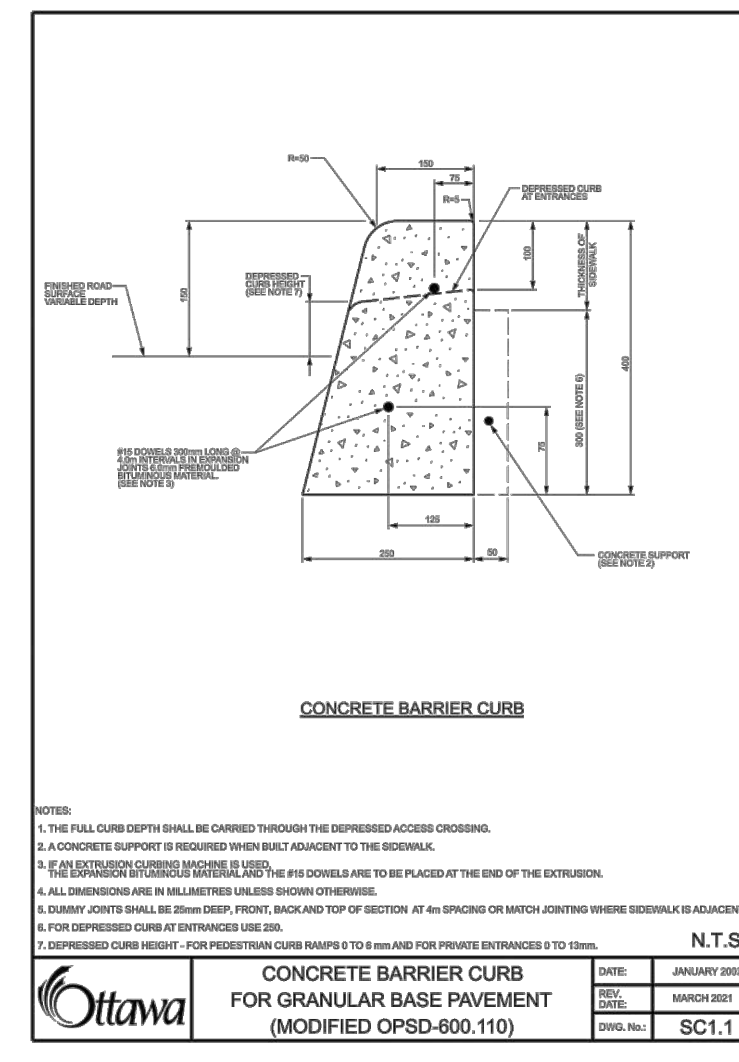 R=50
150
75
R=5
DEPRESSED CURB
AT ENTRANCES
100
THICKNESS OF
SIDEWALK
150
FINISHED ROAD
SURFACE
VARIABLE DEPTH
DEPRESSED
CURB HEIGHT
(SEE NOTE 7)
400
300 (SEE NOTE 6)
75
#15 DOWELS 300mm LONG @
4.0m INTERVALS IN EXPANSION
JOINTS 6.0mm PREMOULDED
BITUMINOUS MATERIAL.
(SEE NOTE 3)
125
250
50
CONCRETE SUPPORT
(SEE NOTE 2)
CONCRETE BARRIER CURB
NOTES:
1. THE FULL CURB DEPTH SHALL BE CARRIED THROUGH THE DEPRESSED ACCESS CROSSING.
2. A CONCRETE SUPPORT IS REQUIRED WHEN BUILT ADJACENT TO THE SIDEWALK.
3. IF AN EXTRUSION CURBING MACHINE IS USED,
THE EXPANSION BITUMINOUS MATERIAL AND THE #15 DOWELS ARE TO BE PLACED AT THE END OF THE EXTRUSION.
4. ALL DIMENSIONS ARE IN MILLIMETRES UNLESS SHOWN OTHERWISE.
5. DUMMY JOINTS SHALL BE 25mm DEEP, FRONT, BACK AND TOP OF SECTION AT 4m SPACING OR MATCH JOINTING WHERE SIDEWALK IS ADJACEN
6. FOR DEPRESSED CURB AT ENTRANCES USE 250.
7. DEPRESSED CURB HEIGHT - FOR PEDESTRIAN CURB RAMPS 0 TO 6 mm AND FOR PRIVATE ENTRANCES 0 TO 13mm.
N.T.S
Ottawa
CONCRETE BARRIER CURB
FOR GRANULAR BASE PAVEMENT
(MODIFIED OPSD-600.110)
DATE:
JANUARY
REV.
DATE:
MARCH 2021
DWG. No.:
SC1.1